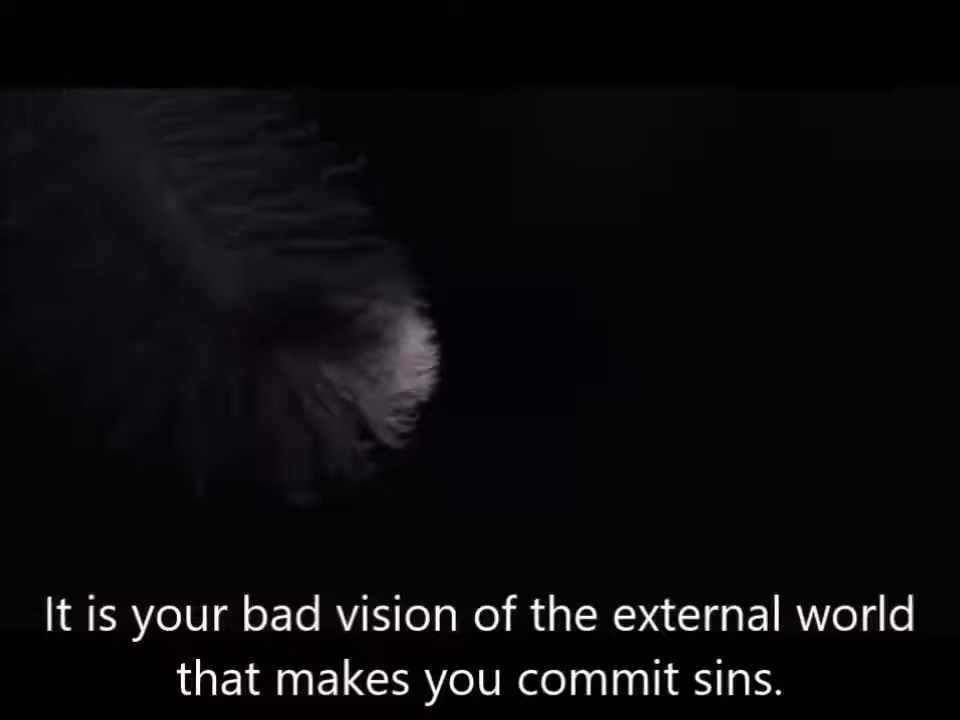 It is your bad vision of the external world
that makes you commit sins.